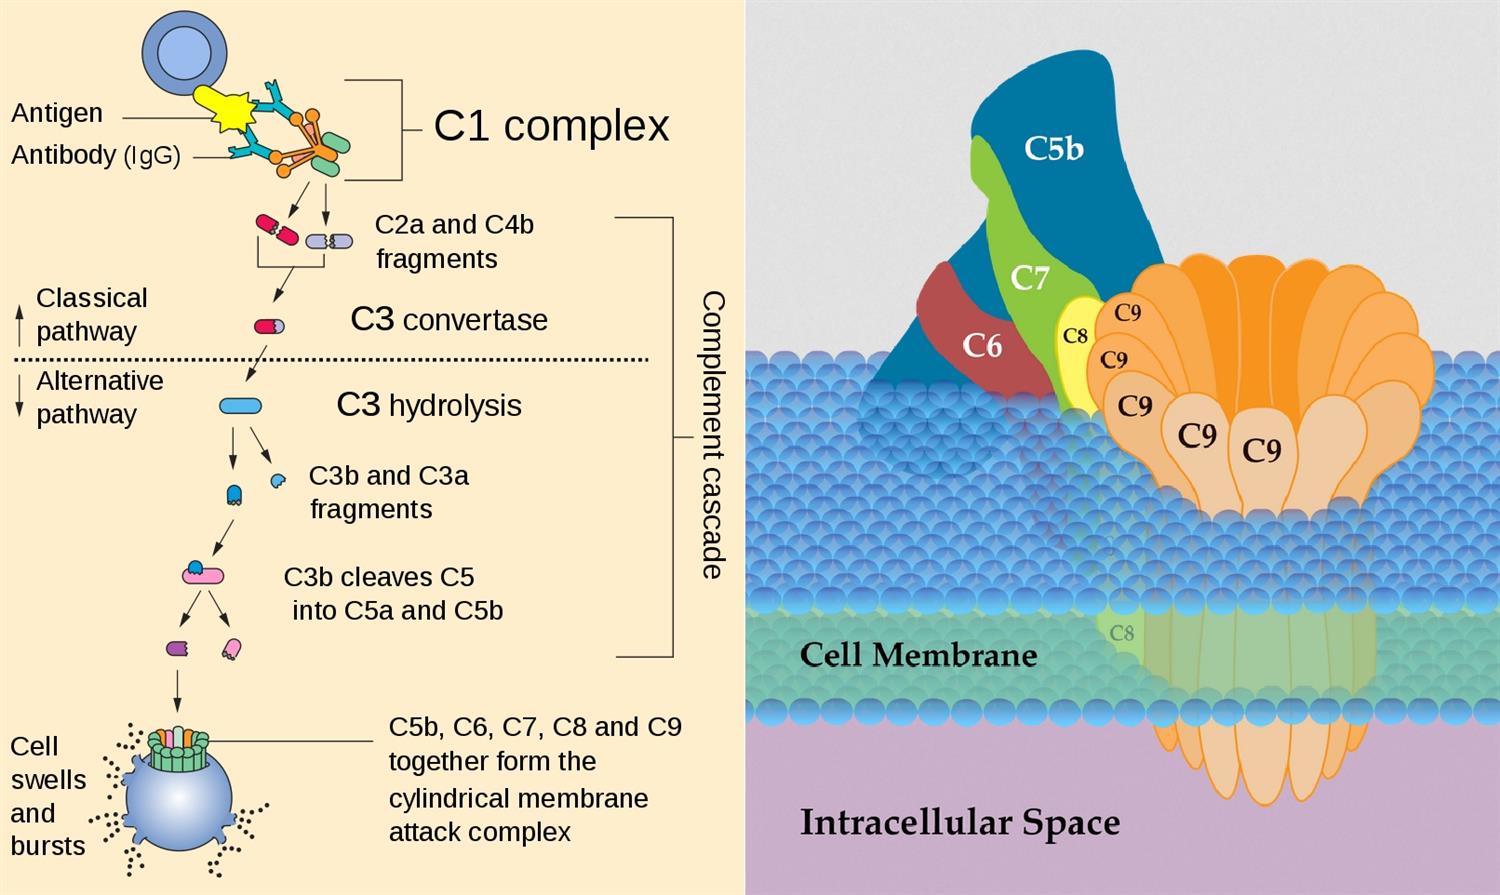 Antigen
Antibody (IgG)
C1 complex
C2a and C4b
fragments
Classical
pathway
C3 convertase
Alternative
pathway
C3 hydrolysis
C3b and C3a
fragments
C3b cleaves C5
into C5a and C5b
Complement cascade
Cell
swells
and
bursts
C5b, C6, C7, C8 and C9
together form the
cylindrical membrane
attack complex
C5b
C7
C6
C8
C9
C9
C9
C9
C9
C8
Cell Membrane
Intracellular Space